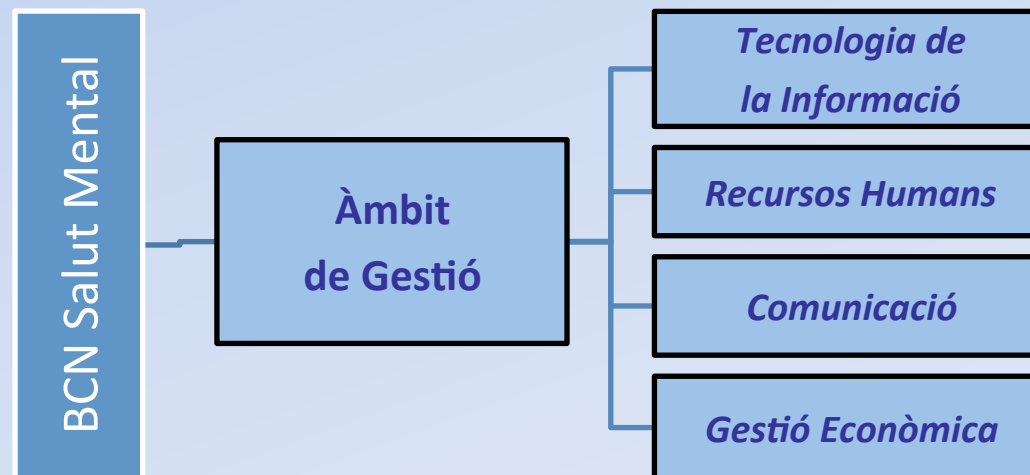 BCN Salut Mental
Àmbit
de Gestió
Tecnologia de
la Informació
Recursos Humans
Comunicació
Gestió Econòmica